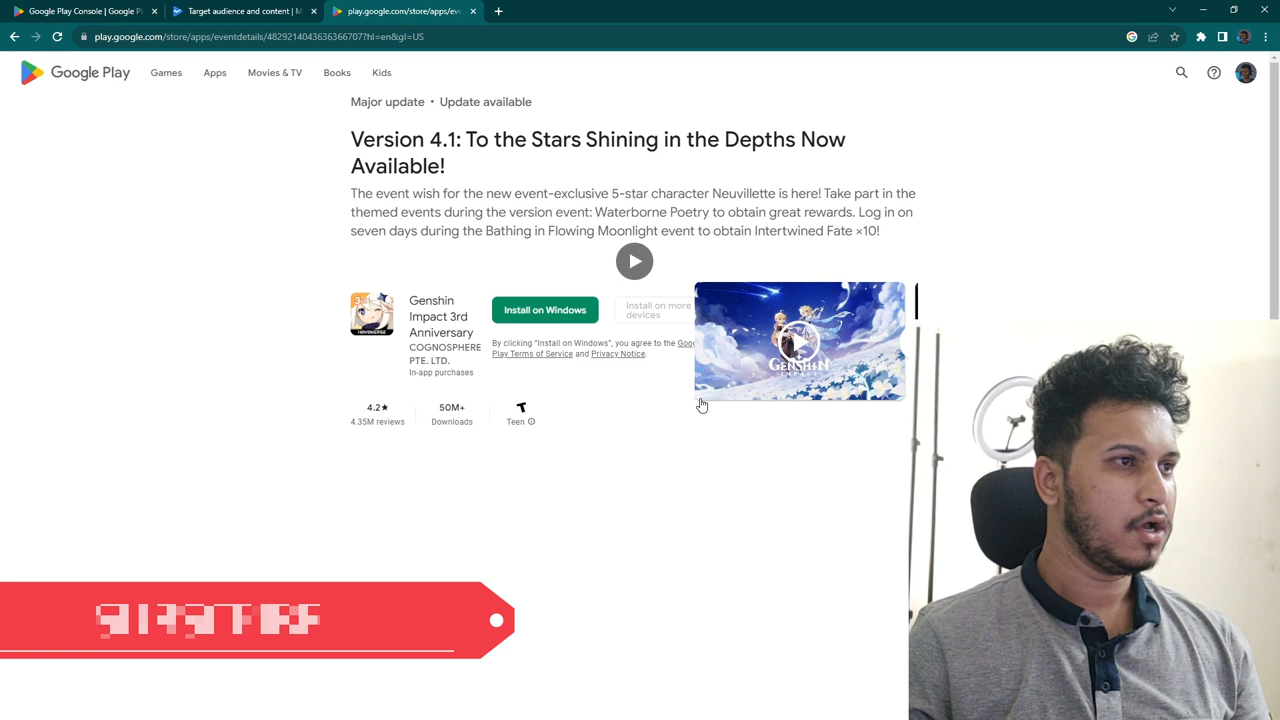 Google Play Console | Google P
Target audience and content | M
play.google.com/store/apps/eve
play.google.com/store/apps/eventdetails/4829214043636366707?hl=en&gl=US
Google Play
Games
Apps
Movies & TV
Books
Kids
Major update • Update available
Version 4.1: To the Stars Shining in the Depths Now
Available!
The event wish for the new event-exclusive 5-star character Neuvillette is here! Take part in the
themed events during the version event: Waterborne Poetry to obtain great rewards. Log in on
seven days during the Bathing in Flowing Moonlight event to obtain Intertwined Fate ×10!
Genshin
Impact 3rd
Anniversary
COGNOSPHERE
PTE. LTD.
In-app purchases
Install on Windows
Install on more
devices
By clicking "Install on Windows", you agree to the Goog
Play Terms of Service and Privacy Notice.
HOYOVERSE
GENSHIN
IMPACT
4.2★
4.35M reviews
50M+
Downloads
T
Teen